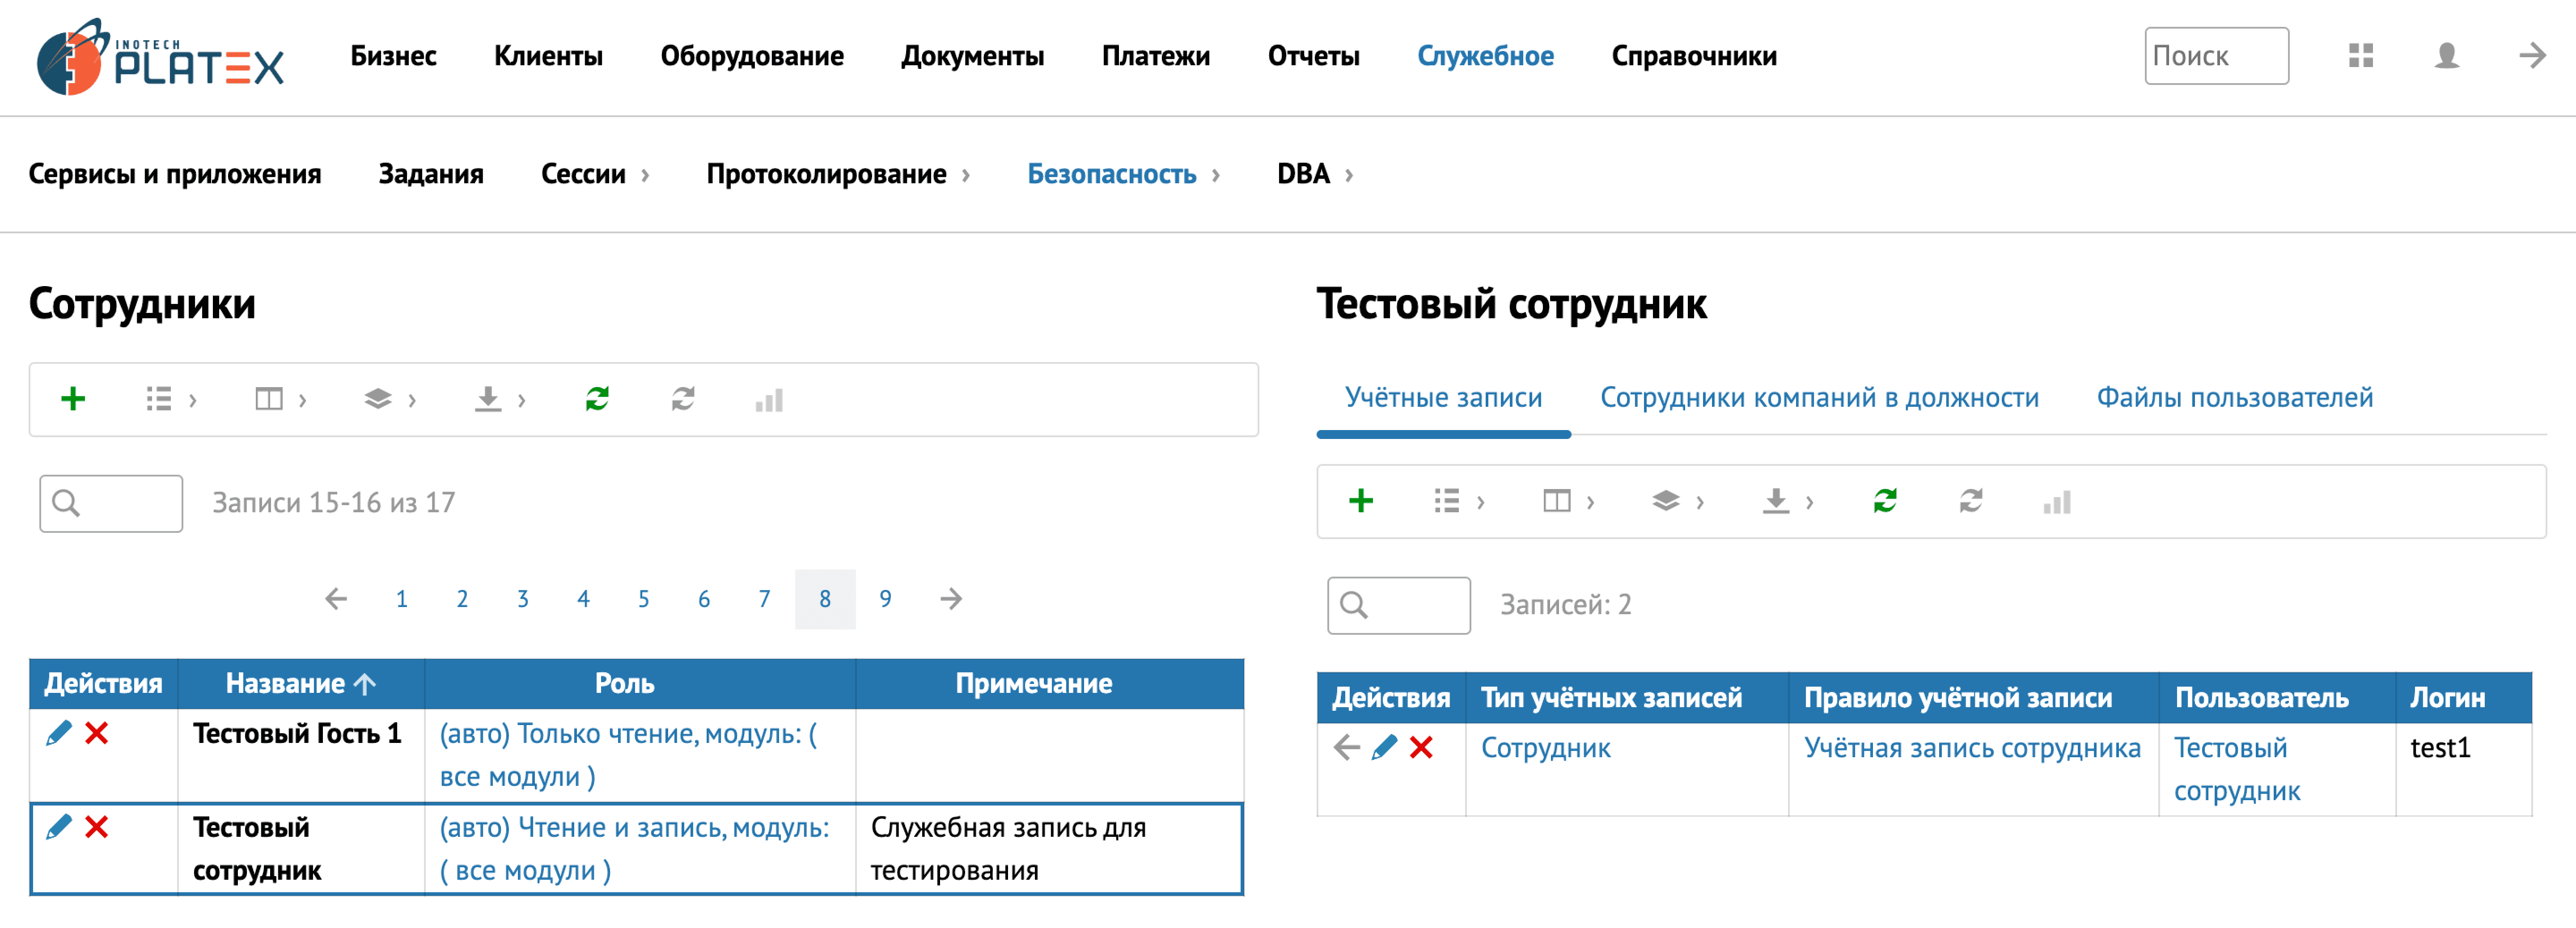 INOTECH
PLATEX
Бизнес Клиенты Оборудование Документы Платежи Отчеты Служебное Справочники Поиск
Сервисы и приложения Задания Сессии › Протоколирование › Безопасность › DBA ›
Сотрудники
Записи 15-16 из 17
1 2 3 4 5 6 7 8 9
Действия Название Роль Примечание
Тестовый Гость 1 (авто) Только чтение, модуль: (
все модули )
Тестовый (авто) Чтение и запись, модуль: Служебная запись для
сотрудник ( все модули ) тестирования
Тестовый сотрудник
Учётные записи Сотрудники компаний в должности Файлы пользователей
Записей: 2
Действия Тип учётных записей Правило учётной записи Пользователь Логин
Сотрудник Учётная запись сотрудника Тестовый test1
сотрудник